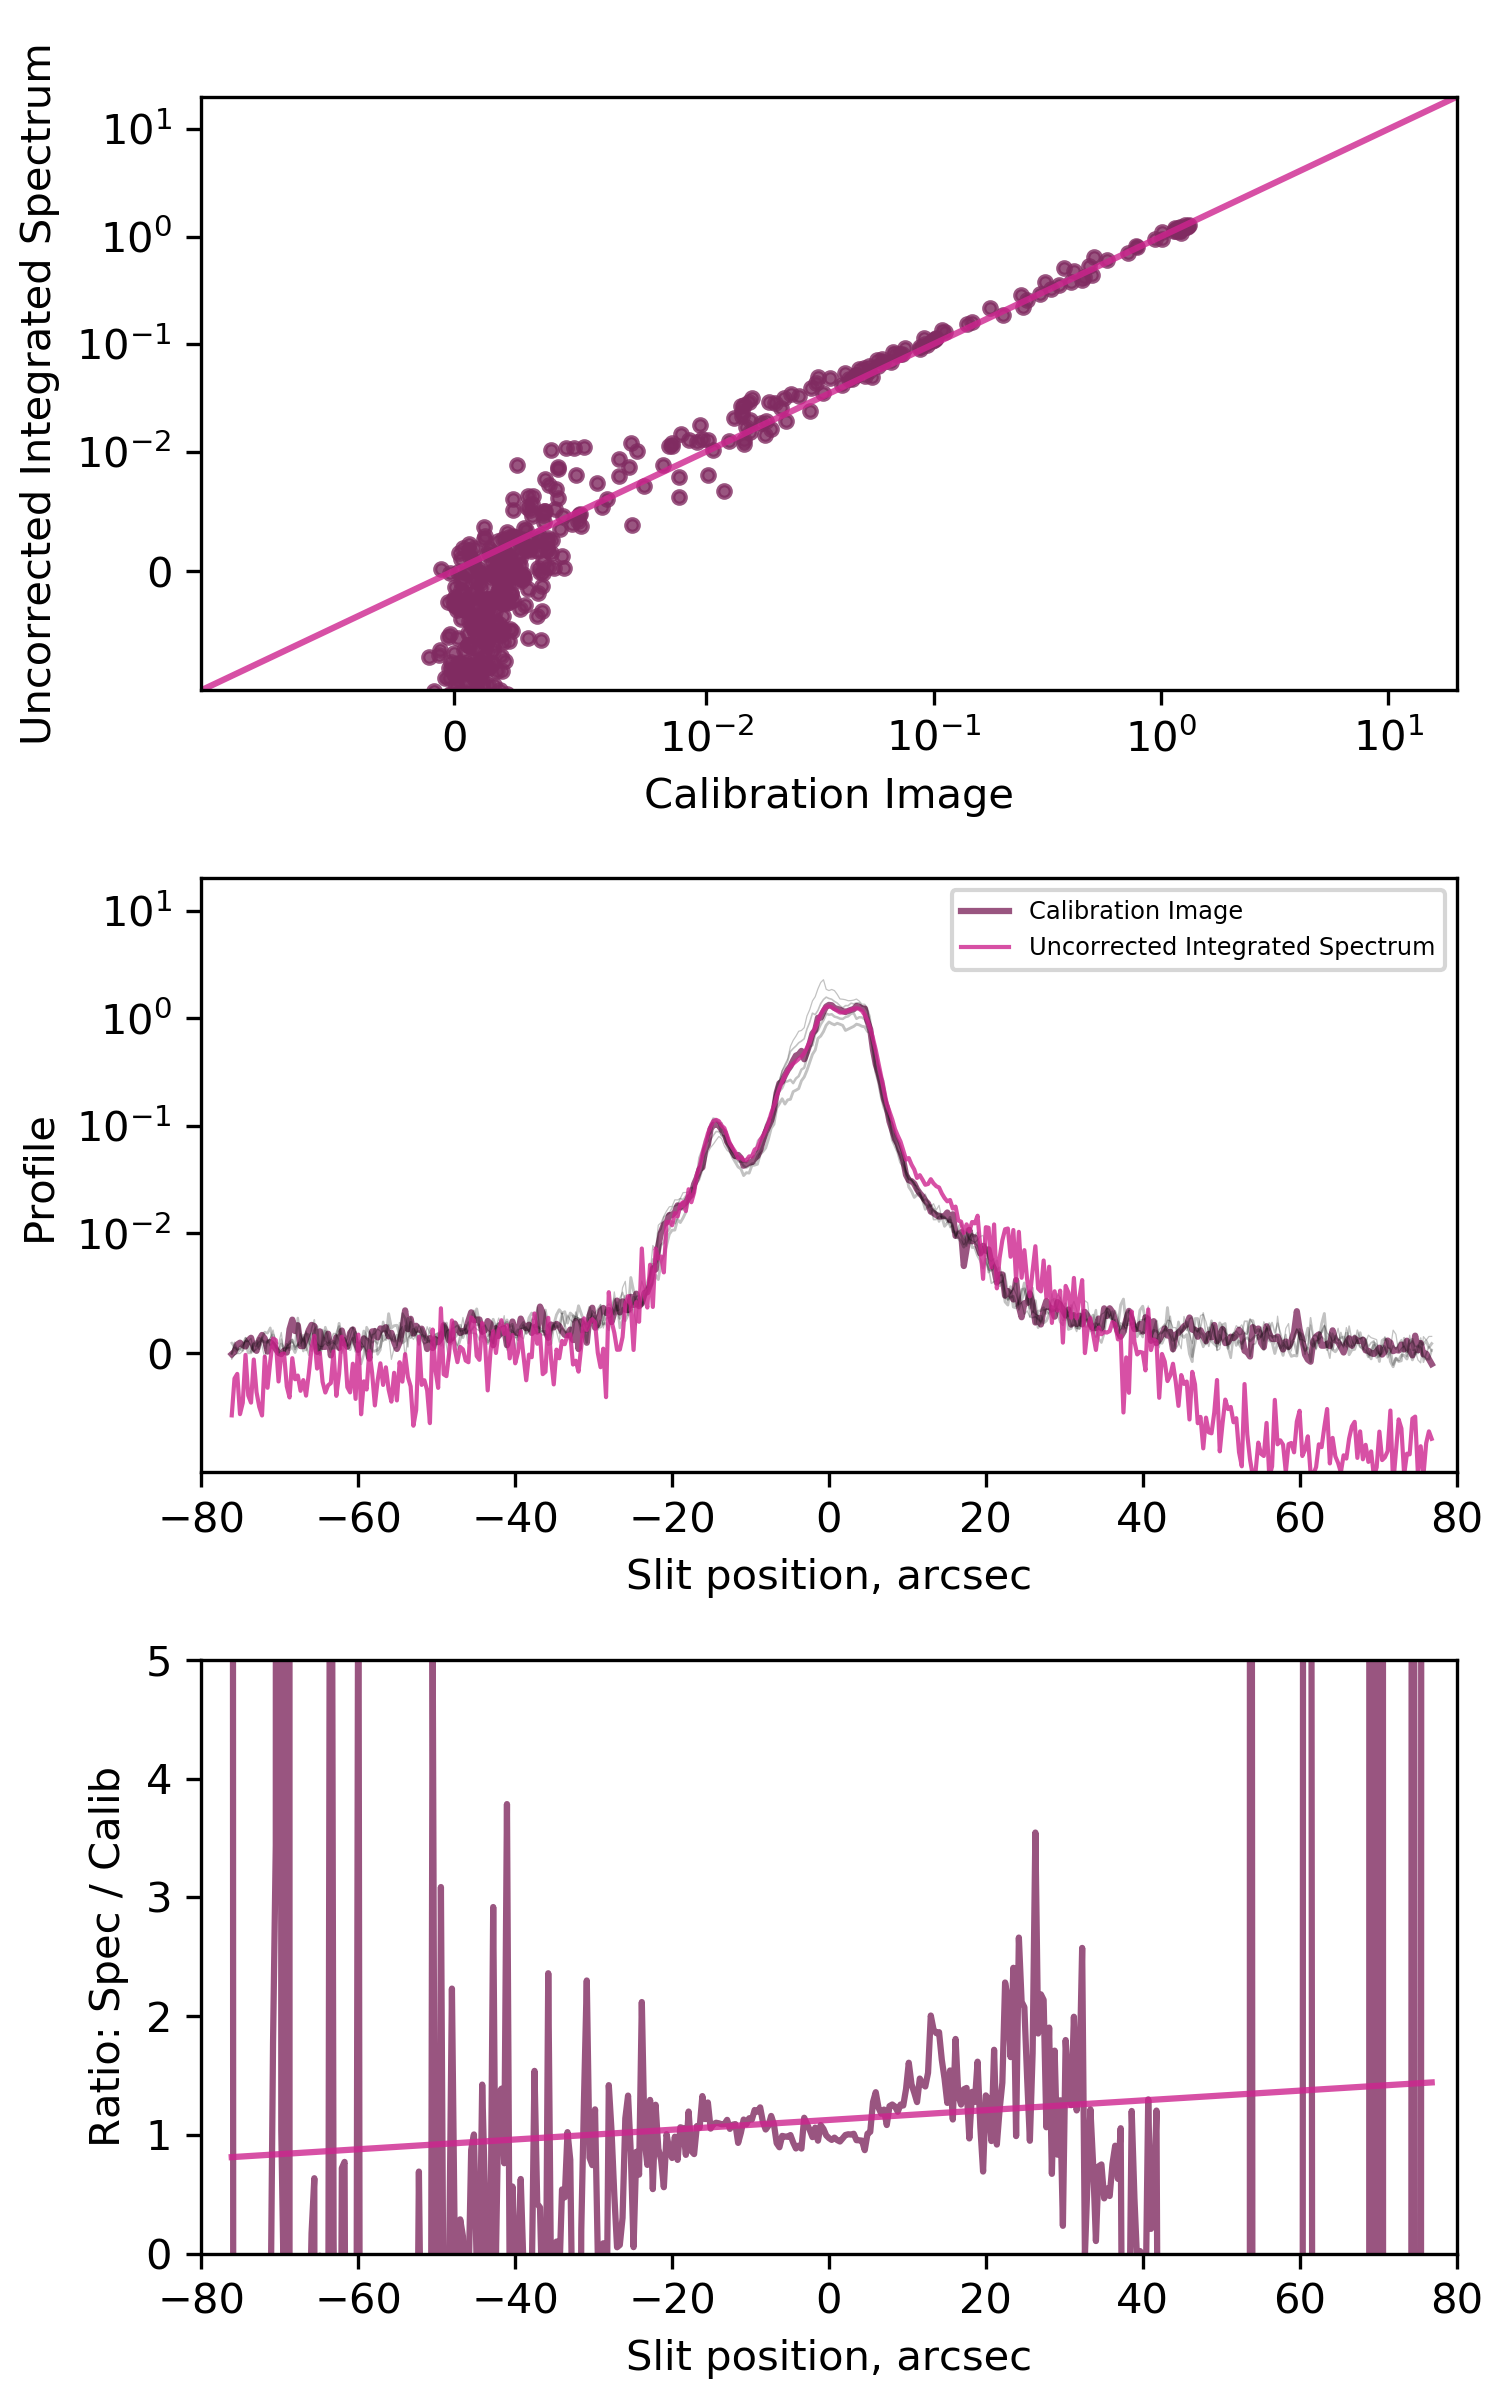 Uncorrected Integrated Spectrum
10¹
10⁰
10⁻¹
10⁻²
0
0 10⁻² 10⁻¹ 10⁰ 10¹
Calibration Image
Profile
10¹
10⁰
10⁻¹
10⁻²
0
Calibration Image
Uncorrected Integrated Spectrum
−80 −60 −40 −20 0 20 40 60 80
Slit position, arcsec
Ratio: Spec / Calib
5
4
3
2
1
0
−80 −60 −40 −20 0 20 40 60 80
Slit position, arcsec